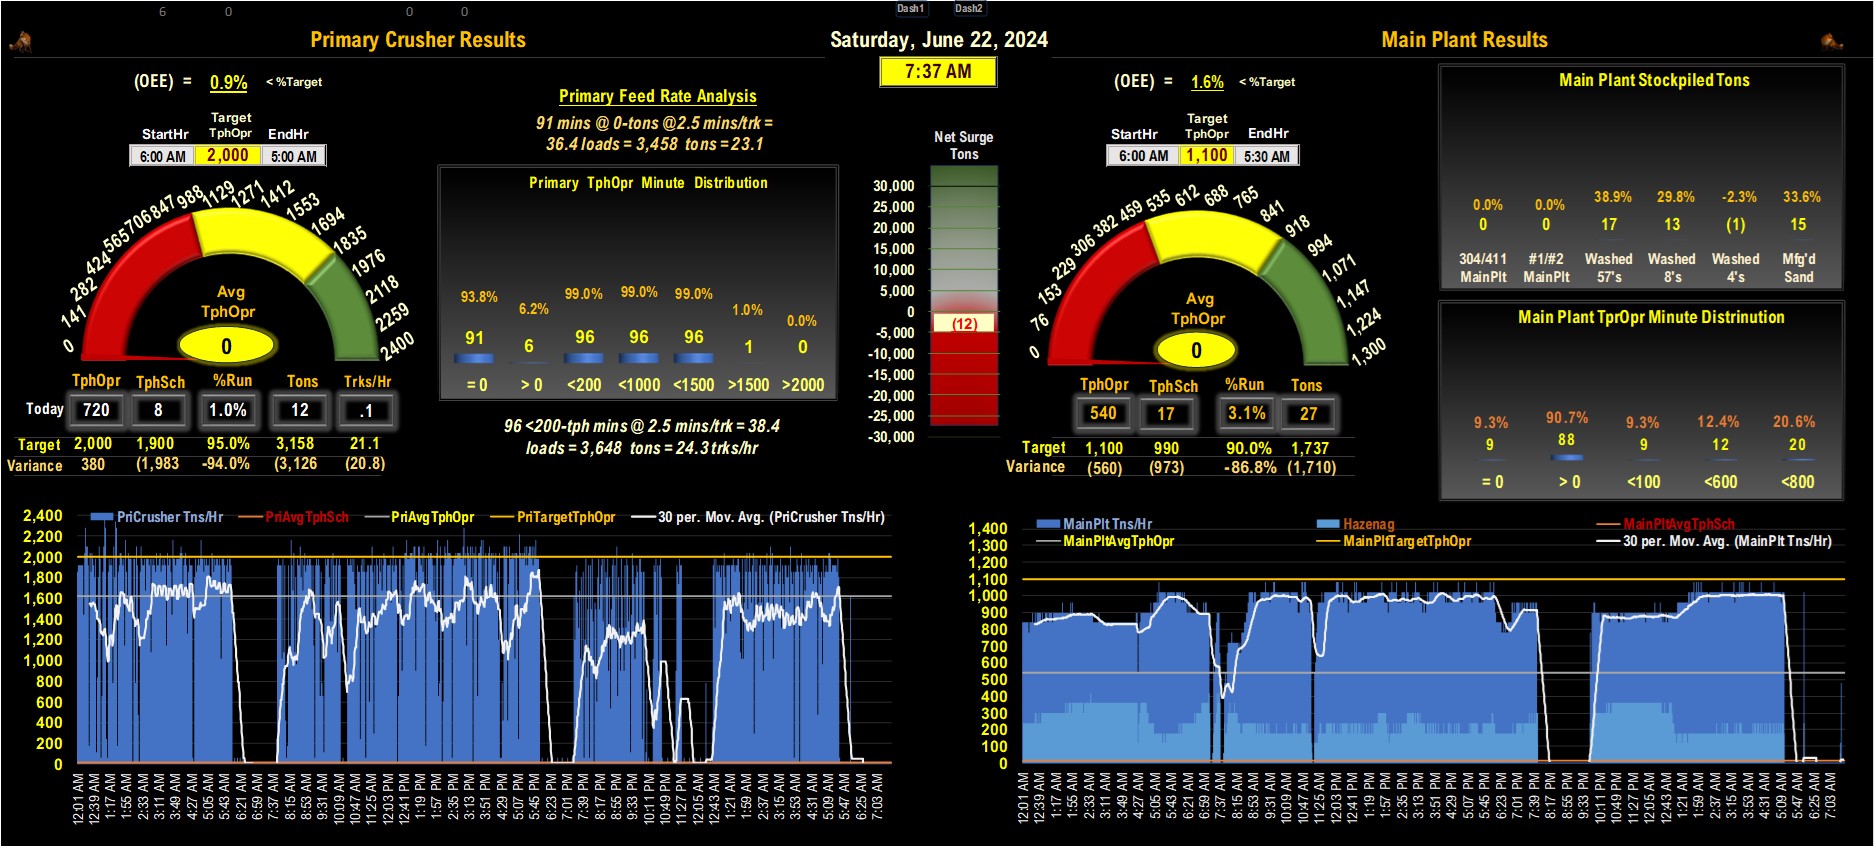 6 0 0 0
Dash1 Dash2
Primary Crusher Results
Saturday, June 22, 2024
Main Plant Results
7:37 AM
(OEE) = 0.9% < %Target
Target
StartHr TphOpr EndHr
6:00 AM 2,000 5:00 AM
0 141 282 424 565 706 847 988 1129 1271 1412 1553 1694 1835 1976 2118 2259 2400
Avg
TphOpr
0
TphOpr TphSch %Run Tons Trks/Hr
Today 720 8 1.0% 12 .1
Target 2,000 1,900 95.0% 3,158 21.1
Variance 380 (1,983 -94.0% (3,126 (20.8)
Primary Feed Rate Analysis
91 mins @ 0-tons @2.5 mins/trk =
36.4 loads = 3,458 tons = 23.1
Primary TphOpr Minute Distribution
93.8% 6.2% 99.0% 99.0% 99.0% 1.0% 0.0%
91 6 96 96 96 1 0
= 0 > 0 <200 <1000 <1500 >1500 >2000
96 <200-tph mins @ 2.5 mins/trk = 38.4
loads = 3,648 tons = 24.3trks/hr
Net Surge
Tons
30,000
25,000
20,000
15,000
10,000
5,000
0
-5,000
-10,000
-15,000
-20,000
-25,000
-30,000
(12)
(OEE) = 1.6% < %Target
Target
StartHr TphOpr EndHr
6:00 AM 1,100 5:30 AM
0 76 153 229 306 382 459 535 612 688 765 841 918 994 1,071 1,147 1,224 1,300
Avg
TphOpr
0
TphOpr TphSch %Run Tons
540 17 3.1% 27
Target 1,100 990 90.0% 1,737
Variance (560) (973) -86.8% (1,710)
Main Plant Stockpiled Tons
0.0% 0.0% 38.9% 29.8% -2.3% 33.6%
0 0 17 13 (1) 15
304/411 #1/#2 Washed Washed Washed Mfg'd
MainPlt MainPlt 57's 8's 4's Sand
Main Plant TprOpr Minute Distrinution
9.3% 90.7% 9.3% 12.4% 20.6%
9 88 9 12 20
= 0 > 0 <100 <600 <800
PriCrusher Tns/Hr PriAvgTphSch PriAvgTphOpr PriTargetTphOpr 30 per. Mov. Avg. (PriCrusher Tns/Hr)
2,400
2,200
2,000
1,800
1,600
1,400
1,200
1,000
800
600
400
200
0
12:01 AM 12:39 AM 1:17 AM 1:55 AM 2:33 AM 3:11 AM 3:49 AM 4:27 AM 5:05 AM 5:43 AM 6:21 AM 6:59 AM 7:37 AM 8:15 AM 8:53 AM 9:31 AM 10:09 AM 10:47 AM 11:25 AM 12:03 PM 12:41 PM 1:19 PM 1:57 PM 2:35 PM 3:13 PM 3:51 PM 4:29 PM 5:07 PM 5:45 PM 6:23 PM 7:01 PM 7:39 PM 8:17 PM 8:55 PM 9:33 PM 10:11 PM 10:49 PM 11:27 PM 12:05 AM 12:43 AM 1:21 AM 1:59 AM 2:37 AM 3:15 AM 3:53 AM 4:31 AM 5:09 AM 5:47 AM 6:25 AM 7:03 AM
MainPlt Tns/Hr Hazenag MainPltAvgTphSch
MainPltAvgTphOpr MainPltTargetTphOpr 30 per. Mov. Avg. (MainPlt Tns/Hr)
1,400
1,300
1,200
1,100
1,000
900
800
700
600
500
400
300
200
100
0
12:01 AM 12:39 AM 1:17 AM 1:55 AM 2:33 AM 3:11 AM 3:49 AM 4:27 AM 5:05 AM 5:43 AM 6:21 AM 6:59 AM 7:37 AM 8:15 AM 8:53 AM 9:31 AM 10:09 AM 10:47 AM 11:25 AM 12:03 PM 12:41 PM 1:19 PM 1:57 PM 2:35 PM 3:13 PM 3:51 PM 4:29 PM 5:07 PM 5:45 PM 6:23 PM 7:01 PM 7:39 PM 8:17 PM 8:55 PM 9:33 PM 10:11 PM 10:49 PM 11:27 PM 12:05 AM 12:43 AM 1:21 AM 1:59 AM 2:37 AM 3:15 AM 3:53 AM 4:31 AM 5:09 AM 5:47 AM 6:25 AM 7:03 AM